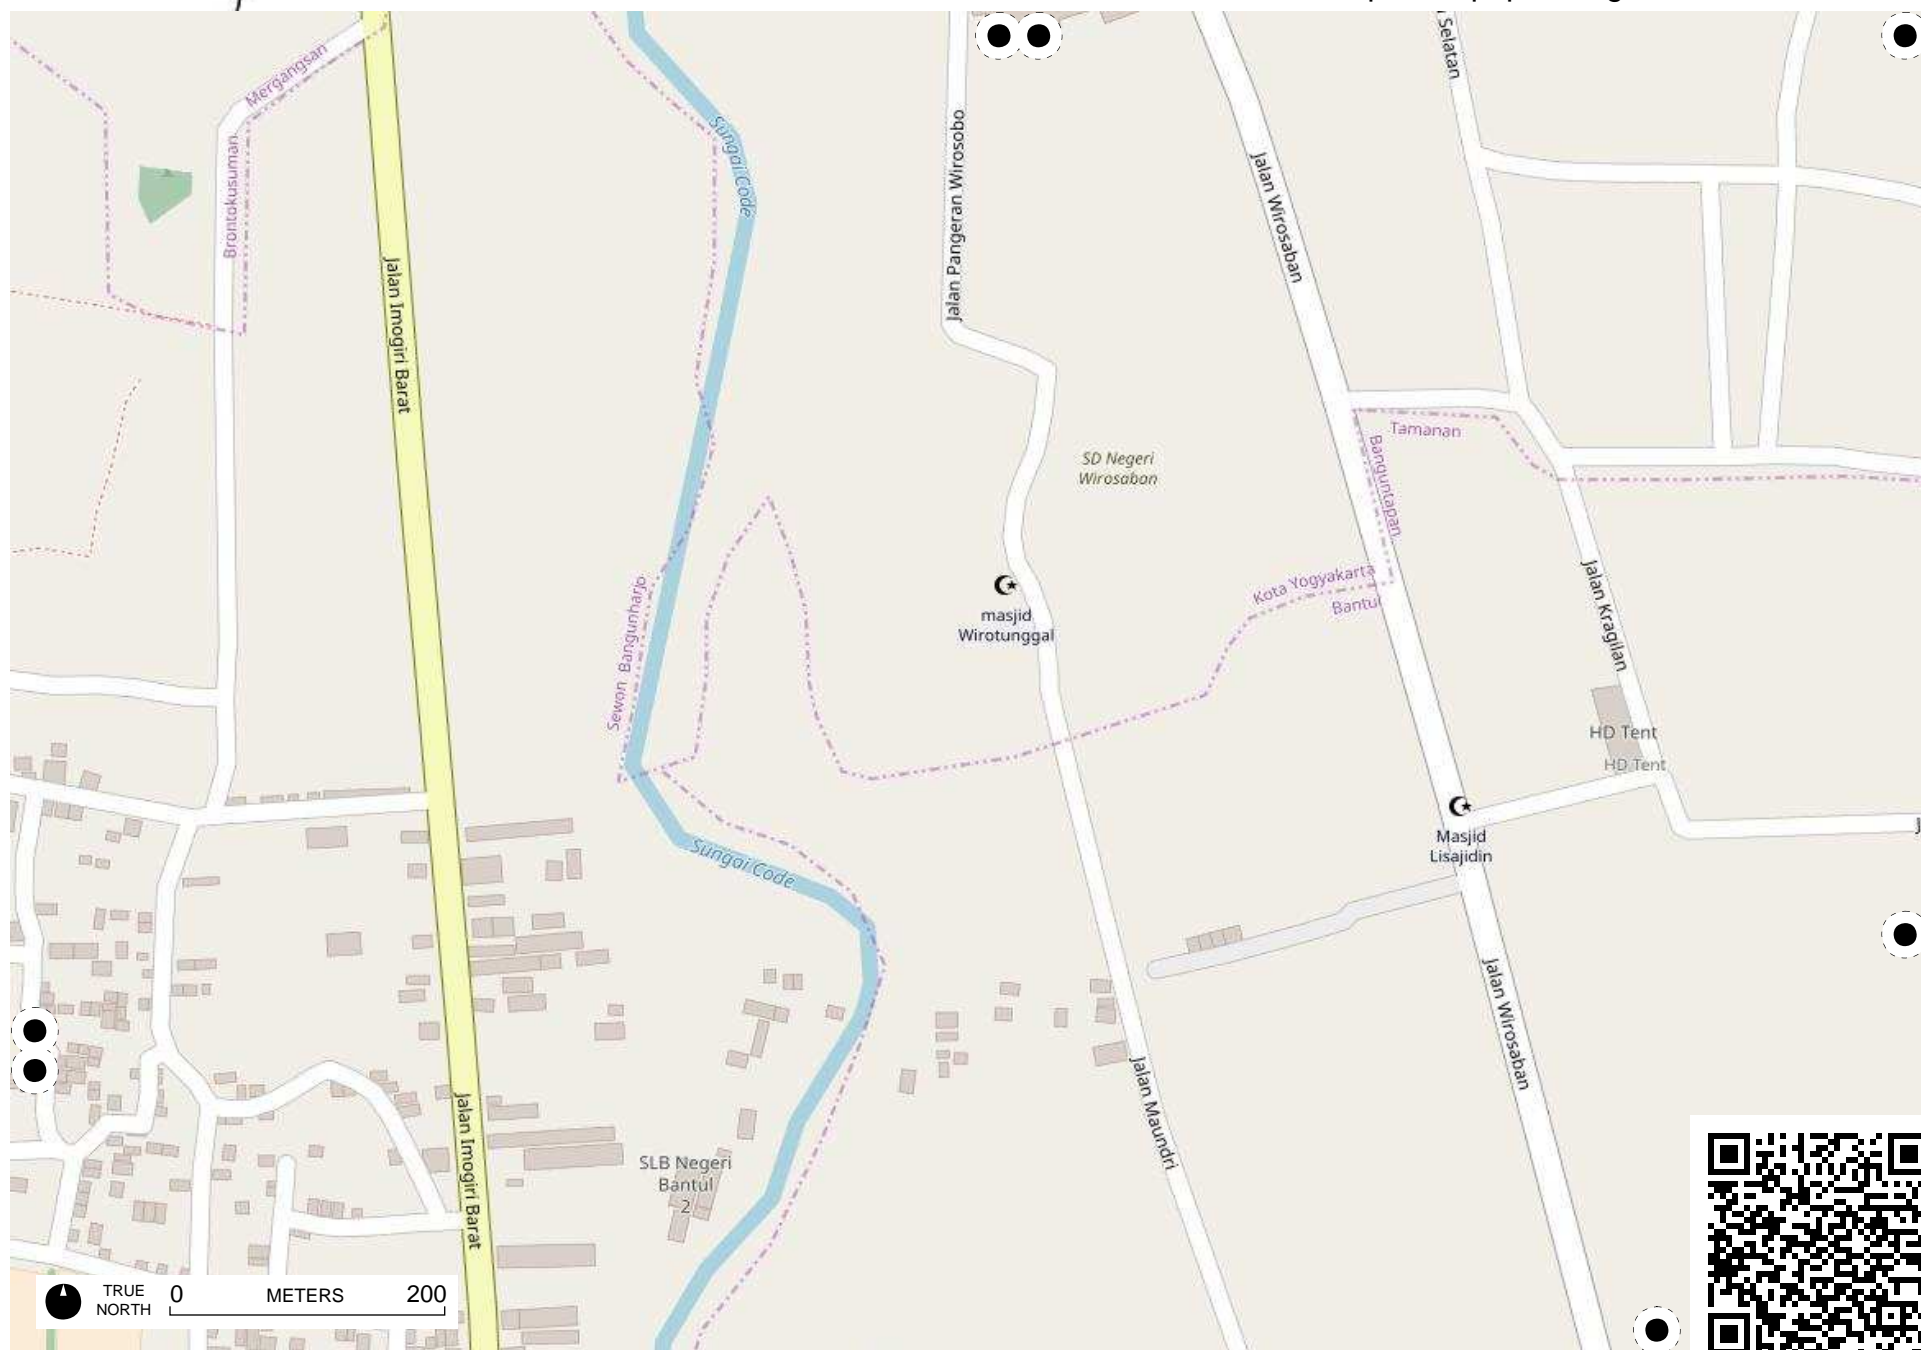 Selatan
Mergangsan
Brontokusuman
Sungai Code
Jalan Pangeran Wirosobo
Jalan Wirosaban
Jalan Imogiri Barat
Tamanan
Banguntapan
SD Negeri
Wirosaban
Kota Yogyakarta
Bantul
masjid
Wirotunggal
Sewon Bangunharjo
Jalan Kragilan
HD Tent
HD Tent
Masjid
Lisajidin
Sungai Code
Jalan Wirosaban
Jalan Maundri
Jalan Imogiri Barat
SLB Negeri
Bantul
2
TRUE
NORTH
0 METERS 200